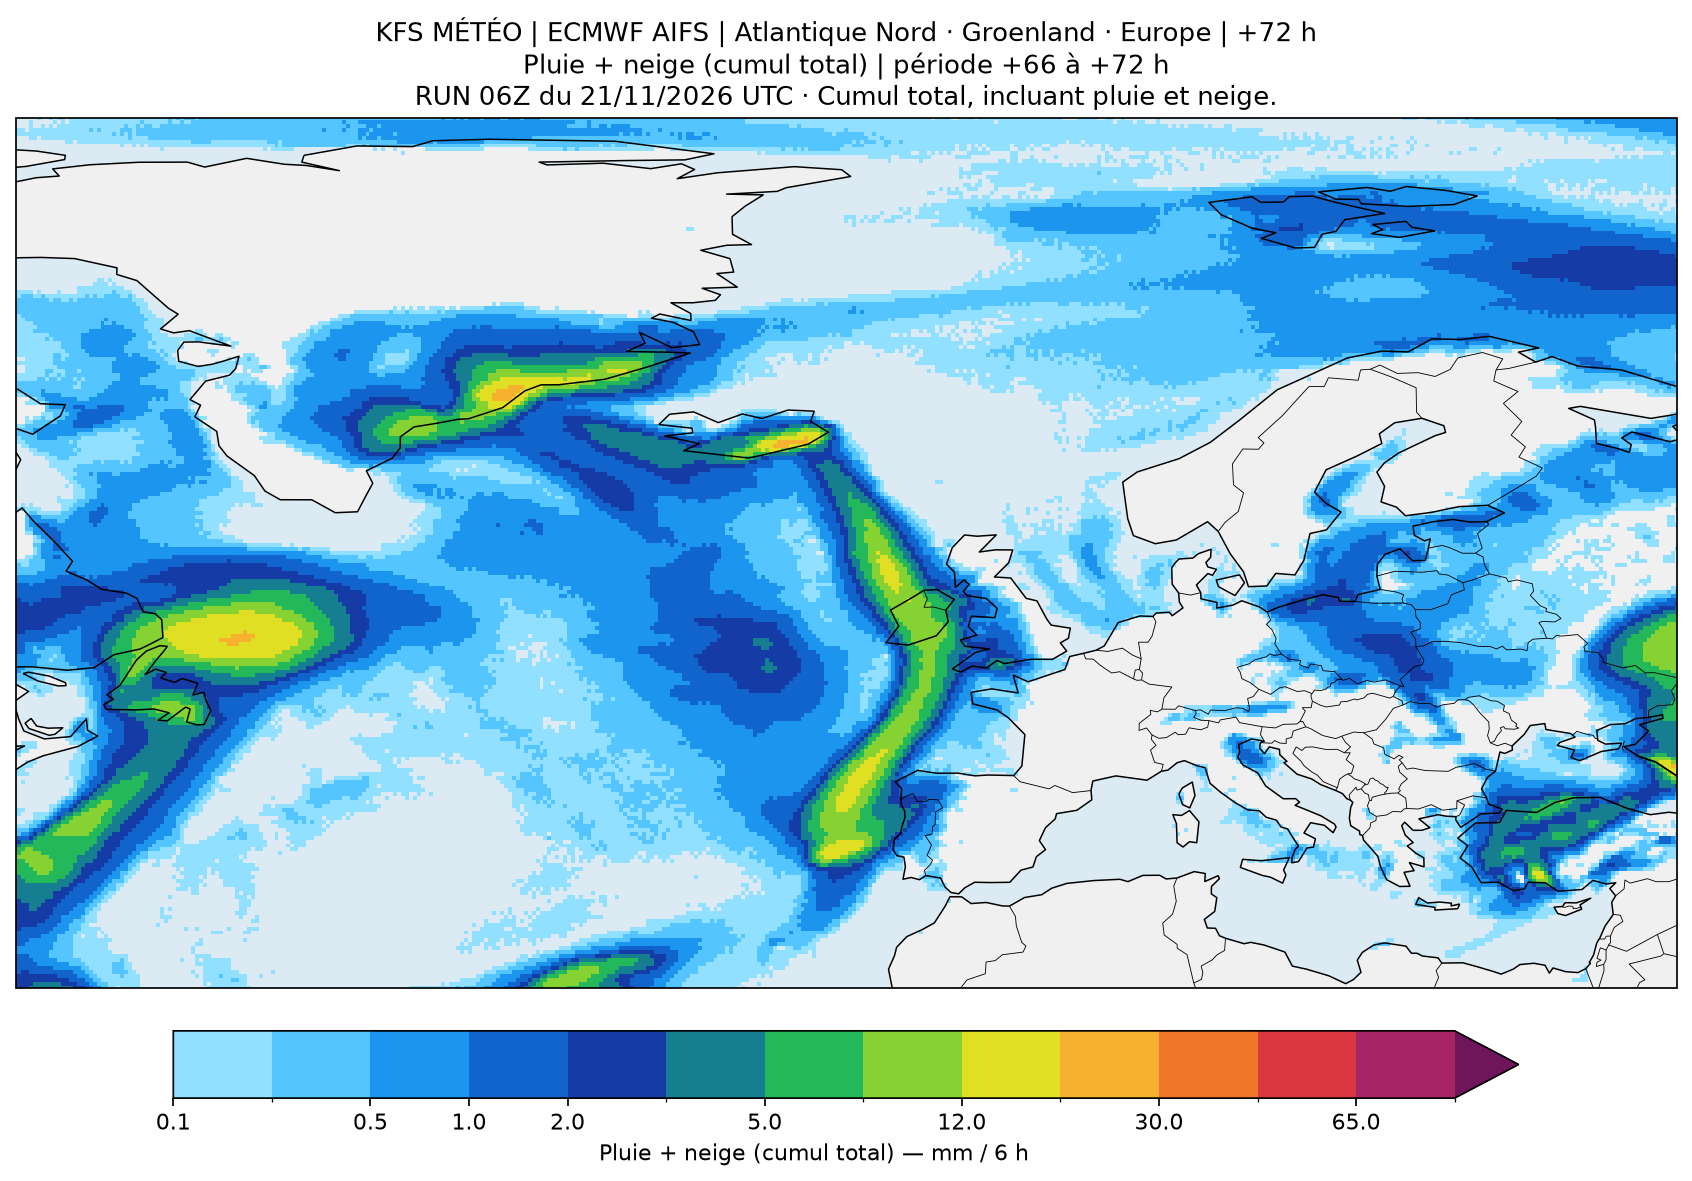 KFS MÉTÉO | ECMWF AIFS | Atlantique Nord · Groenland · Europe | +72 h
Pluie + neige (cumul total) | période +66 à +72 h
RUN 06Z du 21/11/2026 UTC · Cumul total, incluant pluie et neige.
0.1 0.5 1.0 2.0 5.0 12.0 30.0 65.0
Pluie + neige (cumul total) — mm / 6 h